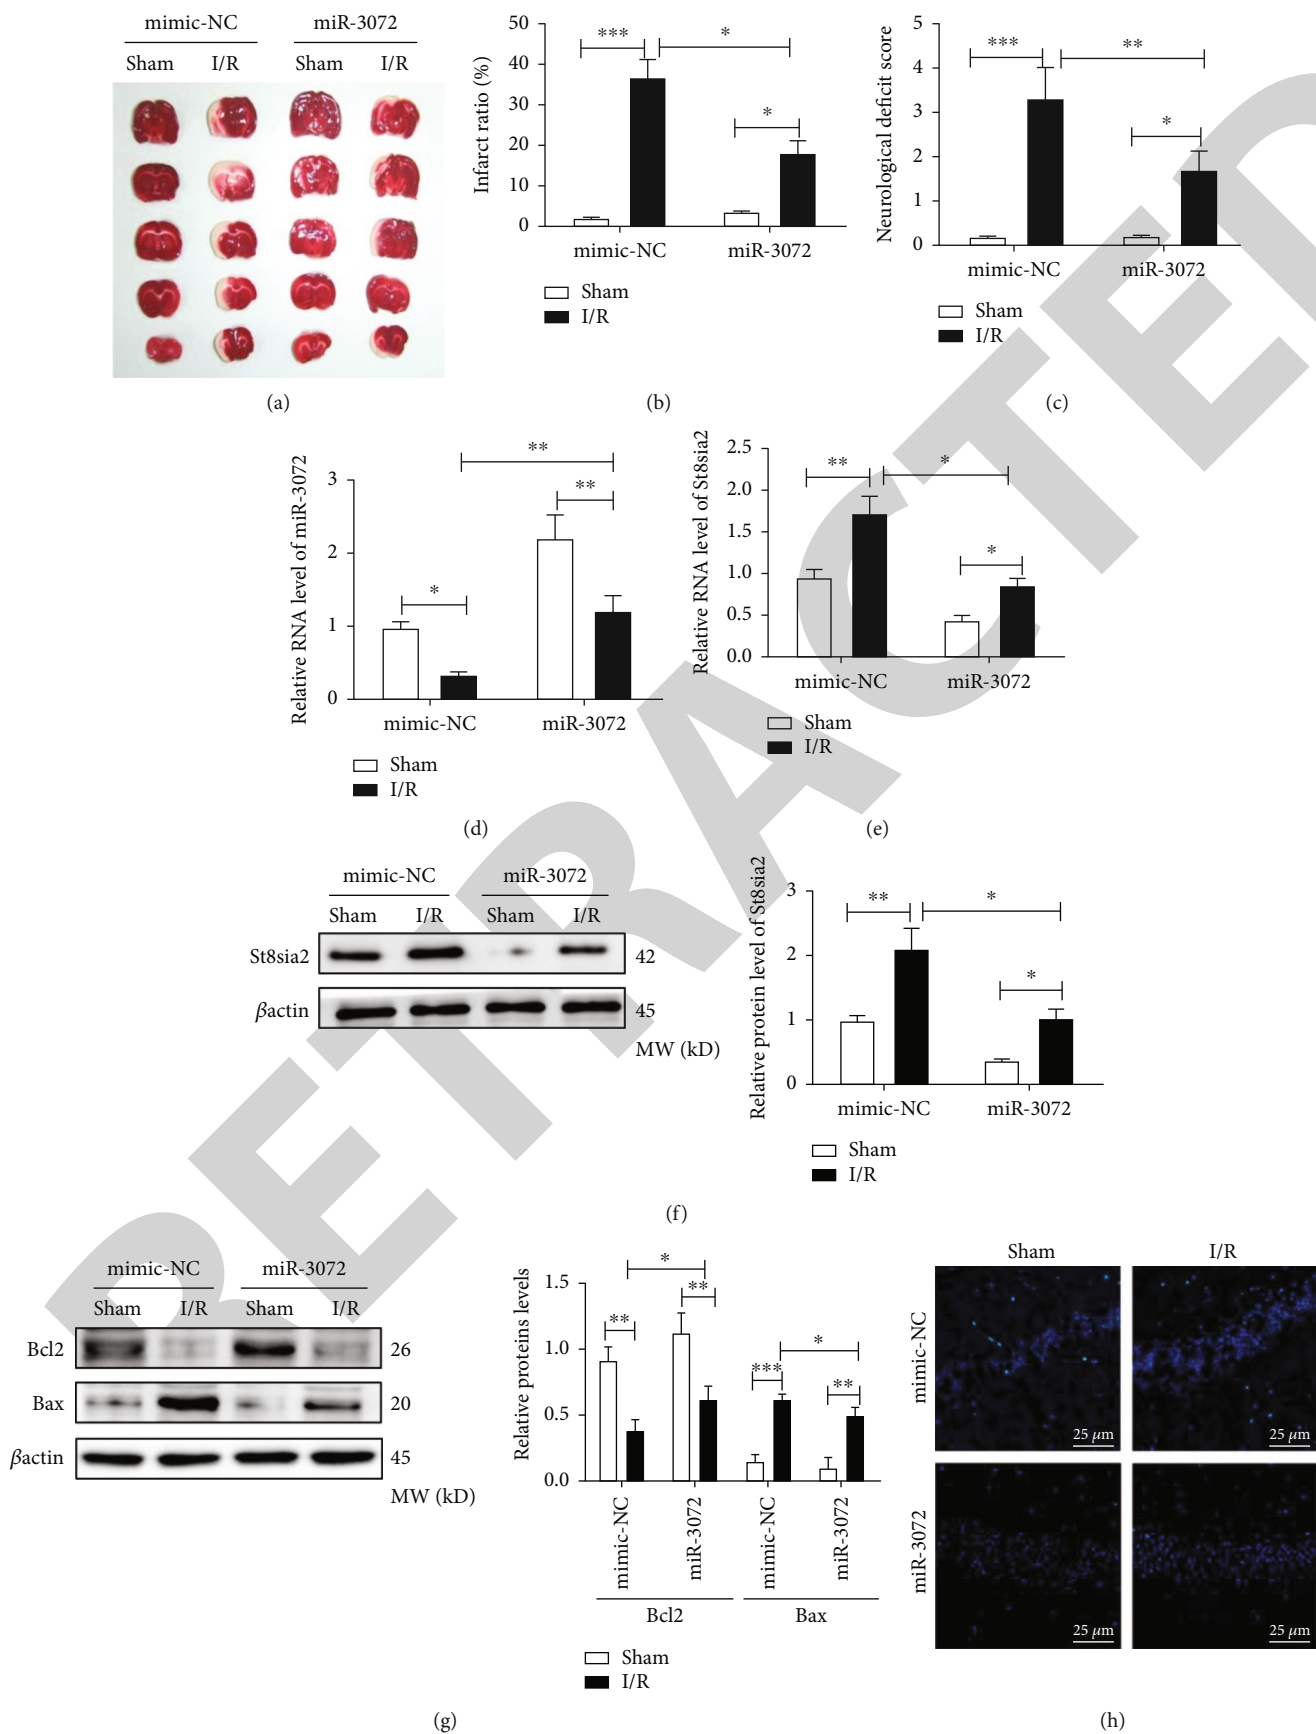 mimic-NC miR-3072
Sham I/R Sham I/R
(a)
50
40
30
20
10
0
Infarct ratio (%)
*** * *
mimic-NC miR-3072
Sham
I/R
(b)
5
4
3
2
1
0
Neurological deficit score
*** ** *
mimic-NC miR-3072
Sham
I/R
(c)
3
2
1
0
Relative RNA level of miR-3072
* ** **
mimic-NC miR-3072
Sham
I/R
(d)
2.5
2.0
1.5
1.0
0.5
0.0
Relative RNA level of St8sia2
** * *
mimic-NC miR-3072
Sham
I/R
(e)
mimic-NC miR-3072
Sham I/R Sham I/R
St8sia2 42
βactin 45
MW (kD)
3
2
1
0
Relative protein level of St8sia2
** * *
mimic-NC miR-3072
Sham
I/R
(f)
mimic-NC miR-3072
Sham I/R Sham I/R
Bcl2 26
Bax 20
βactin 45
MW (kD)
1.5
1.0
0.5
0.0
Relative proteins levels
** * ** *** * **
mimic-NC miR-3072 mimic-NC miR-3072
Bcl2 Bax
Sham
I/R
(g)
Sham I/R
mimic-NC
25 μm 25 μm
miR-3072
25 μm 25 μm
(h)
RETRACTED